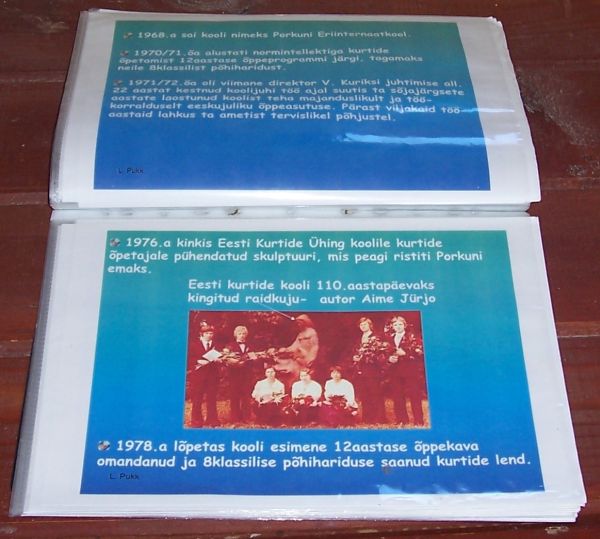 1968.a sai kooli nimeks Porkuni Eriinternaatkool.
1970/71.õa alustati normintellektiga kurtide
õpetamist 12aastase õppeprogrammi järgi, tagamaks
neile 8klassilist põhiharidust.
1971/72.õa oli viimane direktor V. Kuriksi juhtimise all.
22 aastat kestnud koolijuhi töö ajal suutis ta sõjajärgsete
aastate laostunud koolist teha majanduslikult ja töö-
korralduselt eeskujuliku õppeasutuse. Pärast viljakaid töö-
aastaid lahkus ta ametist tervislikel põhjustel.
L. Pukk
1976.a kinkis Eesti Kurtide Ühing koolile kurtide
õpetajale pühendatud skulptuuri, mis peagi ristiti Porkuni
emaks.
Eesti kurtide kooli 110.aastapäevaks
kingitud raidkuju- autor Aime Jürjo
1978.a lõpetas kooli esimene 12aastase õppekava
omandanud ja 8klassilise põhihariduse saanud kurtide lend.
L. Pukk